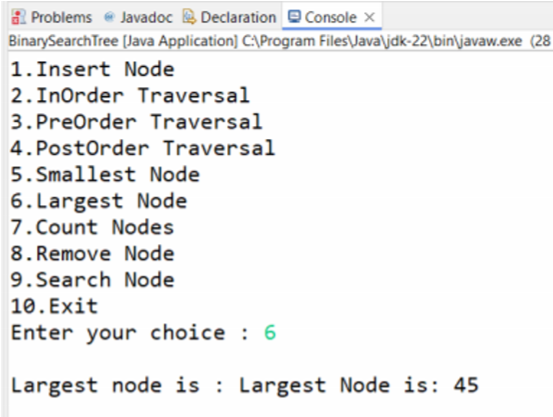 Problems Javadoc Declaration Console
BinarySearchTree [Java Application] C:\Program Files\Java\jdk-22\bin\javaw.exe (28
1.Insert Node
2.InOrder Traversal
3.PreOrder Traversal
4.PostOrder Traversal
5.Smallest Node
6.Largest Node
7.Count Nodes
8.Remove Node
9.Search Node
10.Exit
Enter your choice : 6
Largest node is : Largest Node is: 45